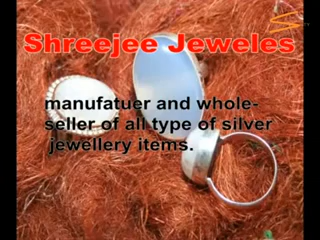 Shreejee Jeweles
manufatuer and whole-
seller of all type of silver
jewellery items.